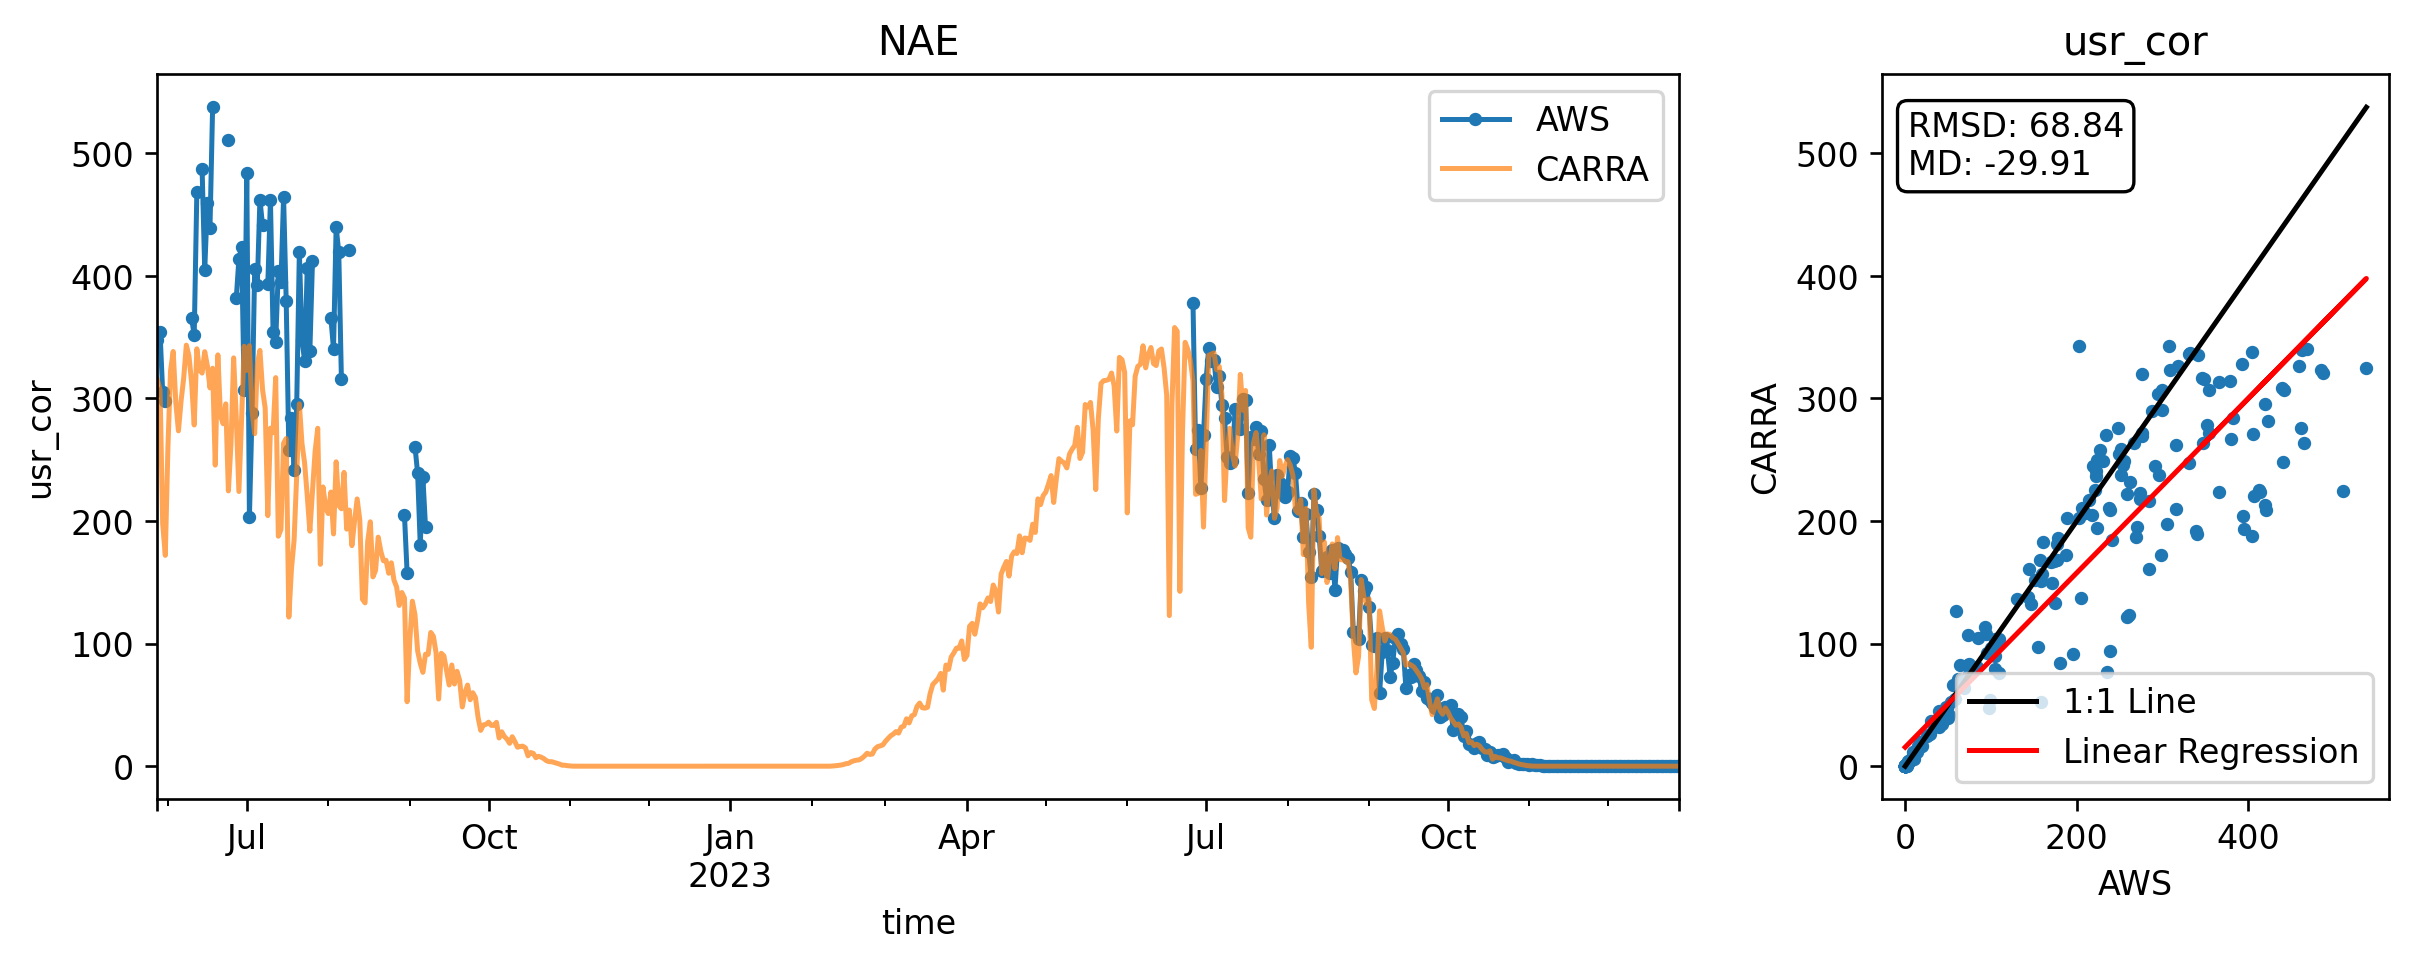 NAE
usr_cor
500
400
300
200
100
0
Jul
Oct
Jan
2023
Apr
Jul
Oct
time
AWS
CARRA
usr_cor
RMSD: 68.84
MD: -29.91
CARRA
500
400
300
200
100
0
0
200
400
AWS
1:1 Line
Linear Regression